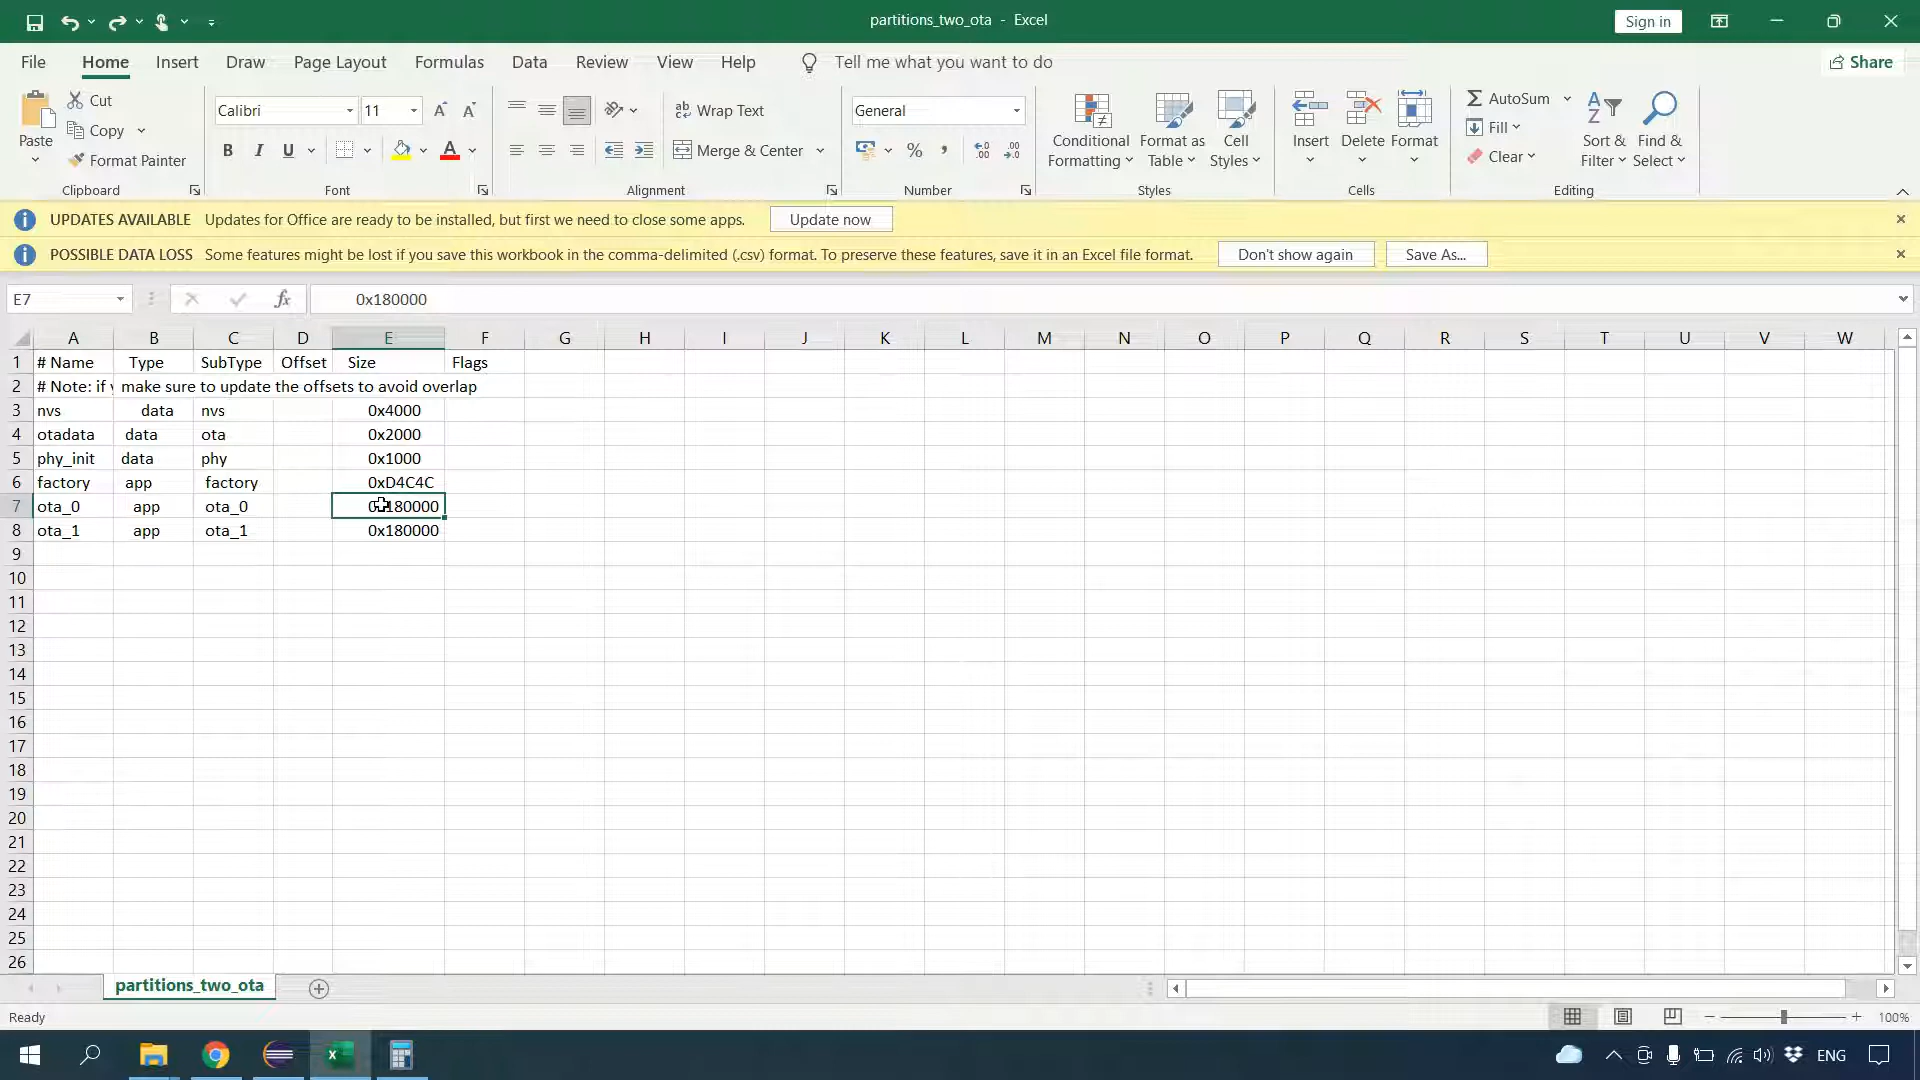 partitions_two_ota - Excel
Sign in
File Home Insert Draw Page Layout Formulas Data Review View Help Tell me what you want to do Share
Paste
Cut
Copy
Format Painter
Clipboard
Calibri 11
B I U
Font
Wrap Text
Merge & Center
Alignment
General
Number
Conditional Formatting
Format as Table
Cell Styles
Styles
Insert
Delete
Format
Cells
AutoSum
Fill
Clear
Sort & Filter
Find & Select
Editing
UPDATES AVAILABLE Updates for Office are ready to be installed, but first we need to close some apps. Update now
POSSIBLE DATA LOSS Some features might be lost if you save this workbook in the comma-delimited (.csv) format. To preserve these features, save it in an Excel file format. Don't show again Save As...
E7 fx 0x180000
A B C D E F G H I J K L M N O P Q R S T U V W
1 # Name Type SubType Offset Size Flags
2 # Note: if make sure to update the offsets to avoid overlap
3 nvs data nvs 0x4000
4 otadata data ota 0x2000
5 phy_init data phy 0x1000
6 factory app factory 0xD4C4C
7 ota_0 app ota_0 0x180000
8 ota_1 app ota_1 0x180000
9
10
11
12
13
14
15
16
17
18
19
20
21
22
23
24
25
26
partitions_two_ota
Ready 100%
ENG